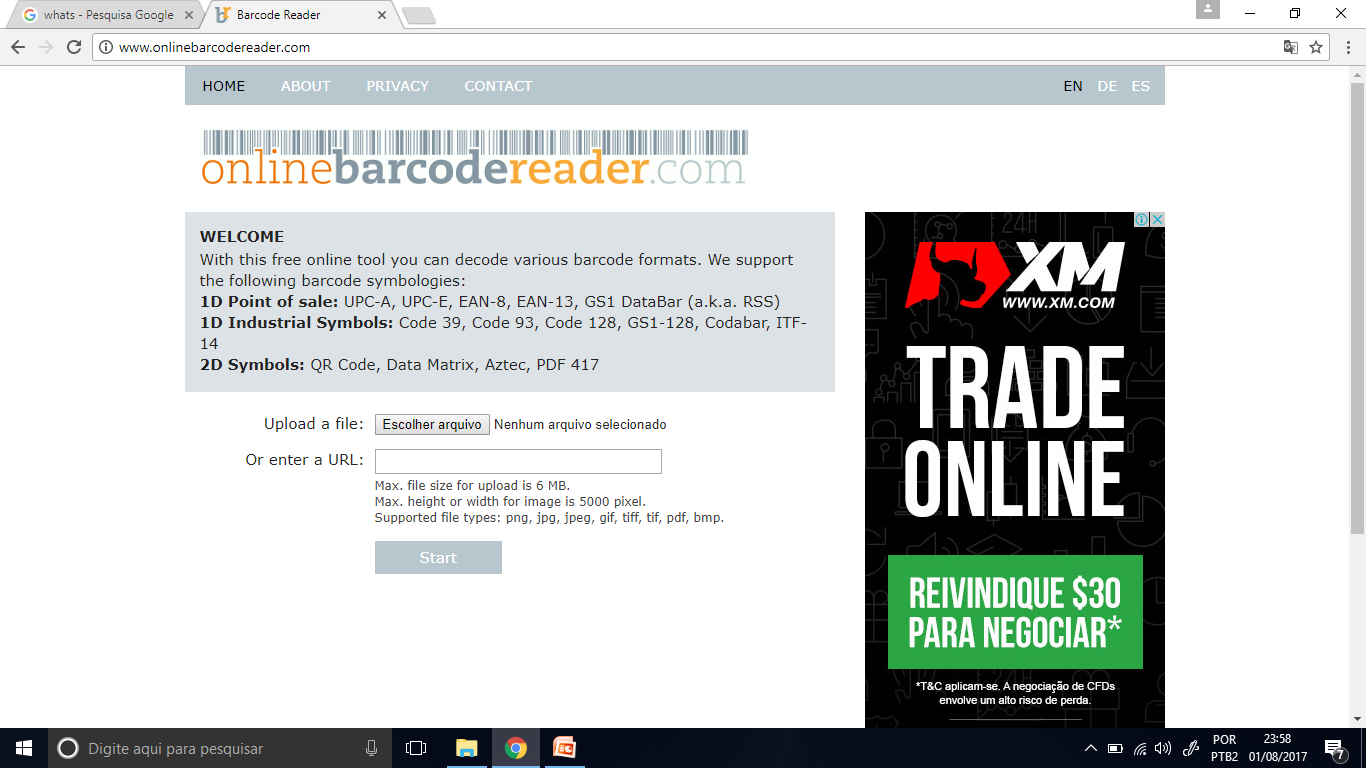 whats - Pesquisa Google
Barcode Reader
www.onlinebarcodereader.com
HOME ABOUT PRIVACY CONTACT EN DE ES
onlinebarcodereader.com
WELCOME
With this free online tool you can decode various barcode formats. We support
the following barcode symbologies:
1D Point of sale: UPC-A, UPC-E, EAN-8, EAN-13, GS1 DataBar (a.k.a. RSS)
1D Industrial Symbols: Code 39, Code 93, Code 128, GS1-128, Codabar, ITF-
14
2D Symbols: QR Code, Data Matrix, Aztec, PDF 417
Upload a file: Escolher arquivo Nenhum arquivo selecionado
Or enter a URL:
Max. file size for upload is 6 MB.
Max. height or width for image is 5000 pixel.
Supported file types: png, jpg, jpeg, gif, tiff, tif, pdf, bmp.
Start
XM
WWW.XM.COM
TRADE
ONLINE
REIVINDIQUE $30
PARA NEGOCIAR*
*T&C aplicam-se. A negociação de CFDs
envolve um alto risco de perda.
Digite aqui para pesquisar
POR
PTB2
23:58
01/08/2017
7